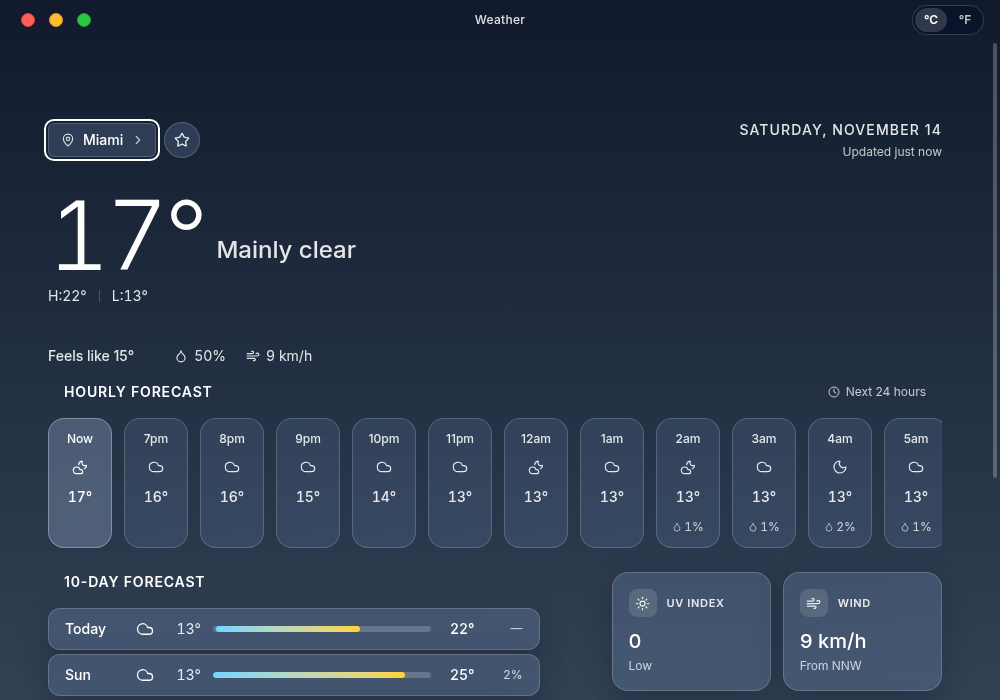 Weather
°C °F
Miami
SATURDAY, NOVEMBER 14
Updated just now
17° Mainly clear
H:22° L:13°
Feels like 15° 50% 9 km/h
HOURLY FORECAST Next 24 hours
Now 7pm 8pm 9pm 10pm 11pm 12am 1am 2am 3am 4am 5am
17° 16° 16° 15° 14° 13° 13° 13° 13° 13° 13° 13°
1% 1% 2% 1%
10-DAY FORECAST
Today 13° 22° —
Sun 13° 25° 2%
UV INDEX
0
Low
WIND
9 km/h
From NNW